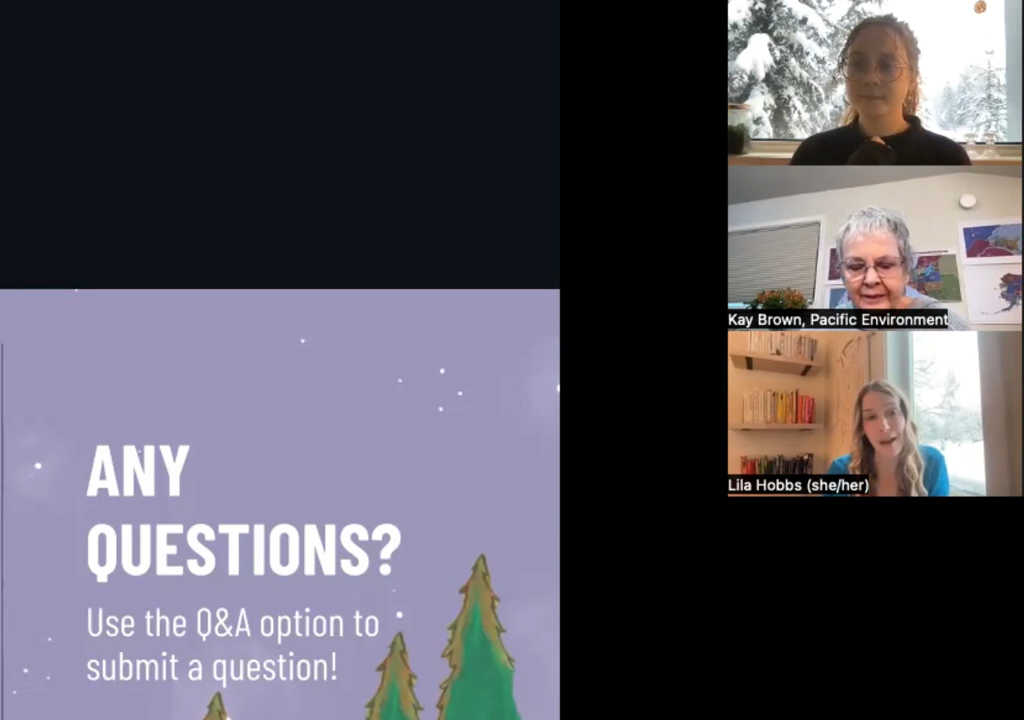 ANY
QUESTIONS?
Use the Q&A option to
submit a question!
Kay Brown, Pacific Environment
Lila Hobbs (she/her)